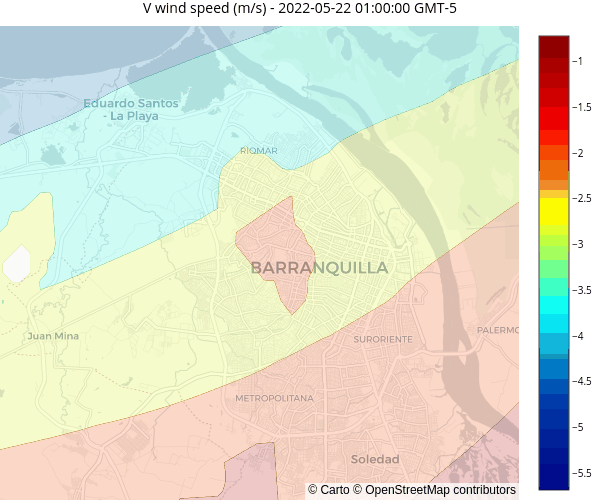 V wind speed (m/s) - 2022-05-22 01:00:00 GMT-5
Eduardo Santos
- La Playa
RIOMAR
BARRANQUILLA
Juan Mina
SURORIENTE
PALERMO
METROPOLITANA
Soledad
© Carto © OpenStreetMap contributors
−1
−1.5
−2
−2.5
−3
−3.5
−4
−4.5
−5
−5.5